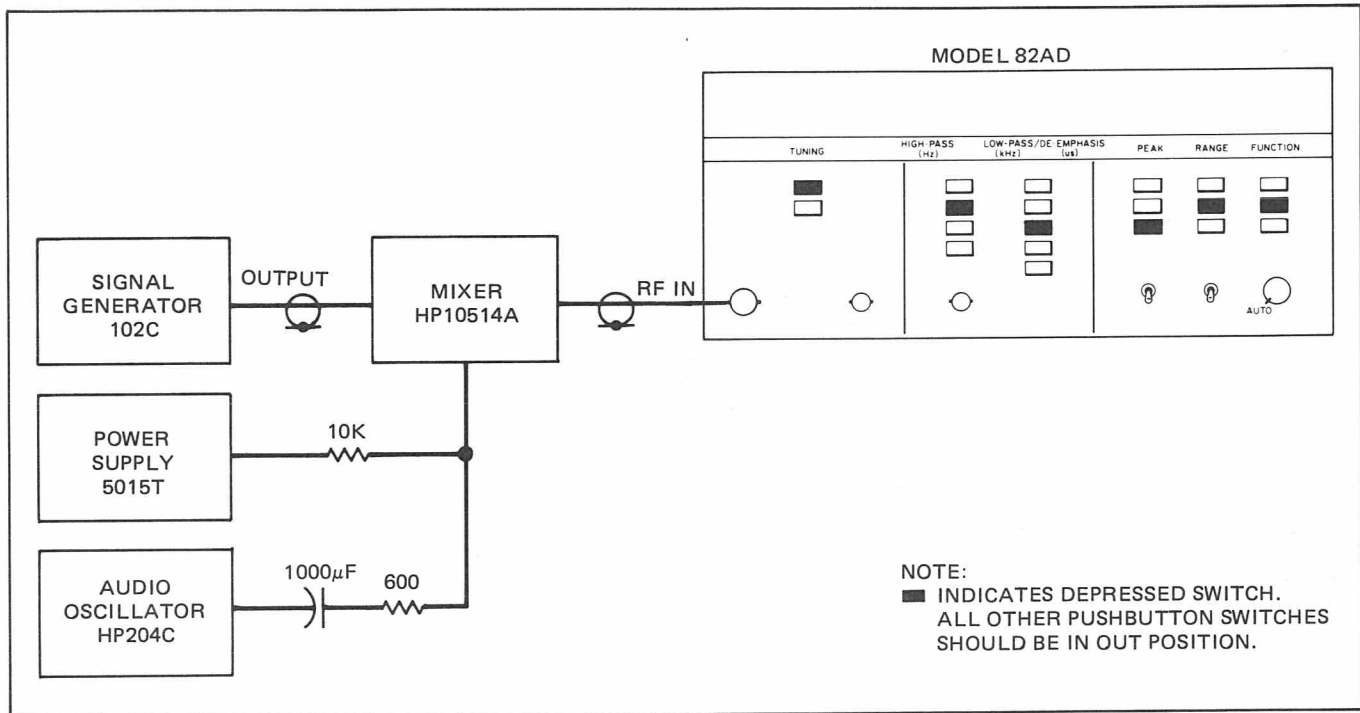 MODEL 82AD
TUNING
HIGH-PASS
(Hz)
LOW-PASS/DE-EMPHASIS
(kHz) (us)
PEAK
RANGE
FUNCTION
AUTO
SIGNAL
GENERATOR
102C
OUTPUT
MIXER
HP10514A
RF IN
POWER
SUPPLY
5015T
10K
AUDIO
OSCILLATOR
HP204C
1000µF
600
NOTE:
INDICATES DEPRESSED SWITCH.
ALL OTHER PUSHBUTTON SWITCHES
SHOULD BE IN OUT POSITION.